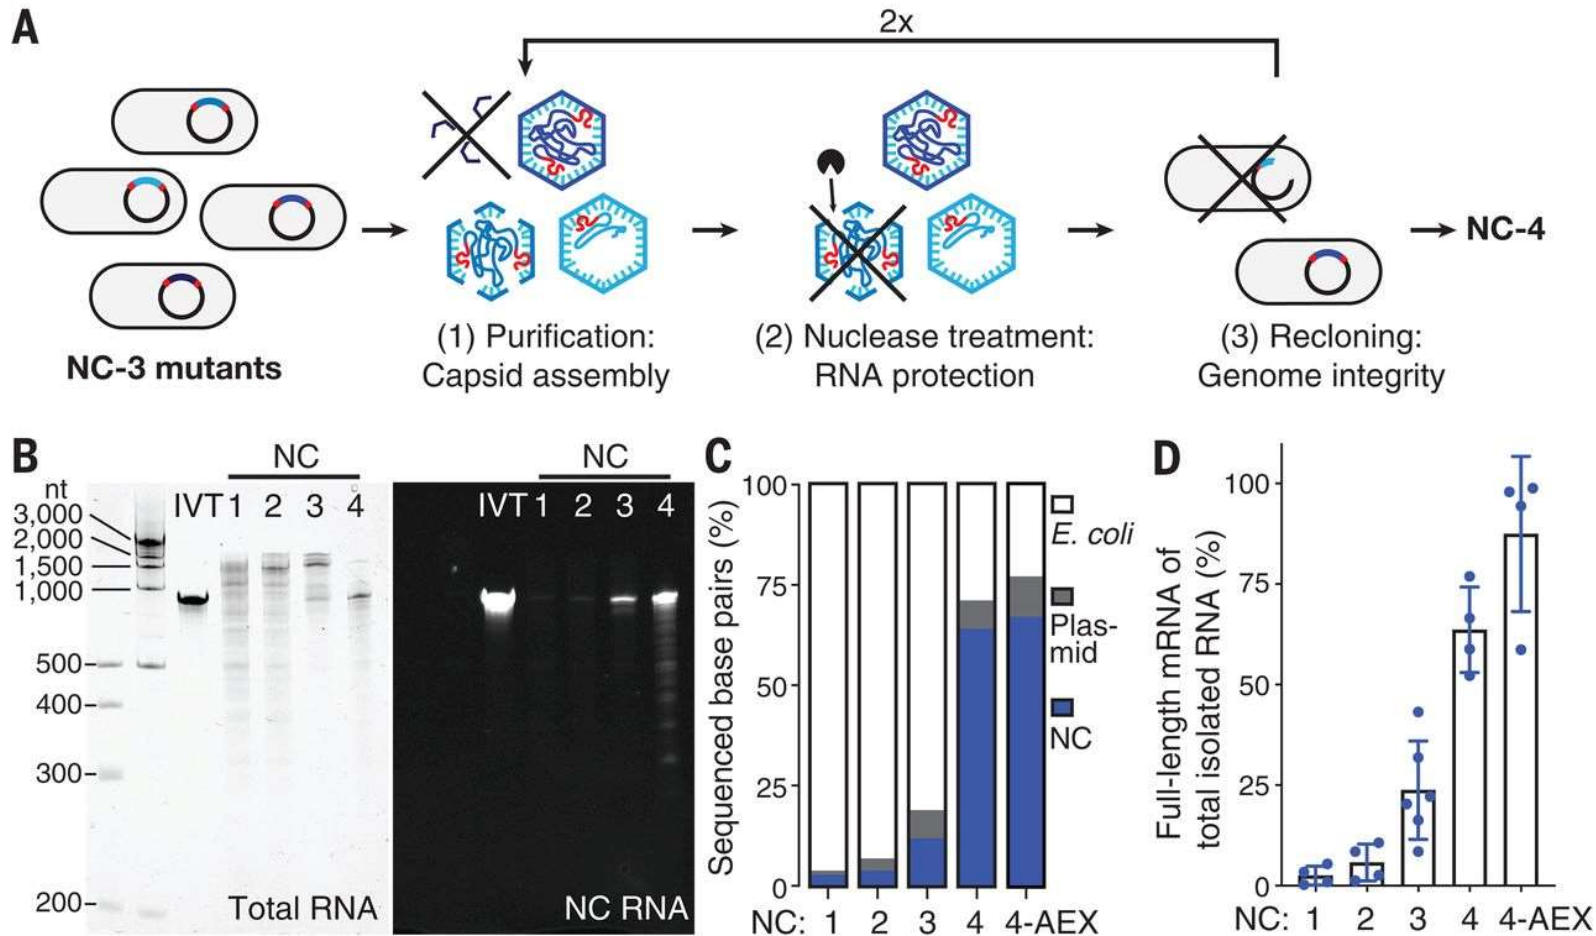 A
2x
NC-3 mutants
(1) Purification:
Capsid assembly
(2) Nuclease treatment:
RNA protection
(3) Recloning:
Genome integrity
NC-4
B
NC
NC
nt
IVT 1 2 3 4
IVT 1 2 3 4
3,000
2,000
1,500
1,000
500
400
300
200
Total RNA
NC RNA
C
Sequenced base pairs (%)
100
75
50
25
0
E. coli
Plas-
mid
NC
NC: 1 2 3 4 4-AEX
D
Full-length mRNA of
total isolated RNA (%)
100
75
50
25
0
NC: 1 2 3 4 4-AEX